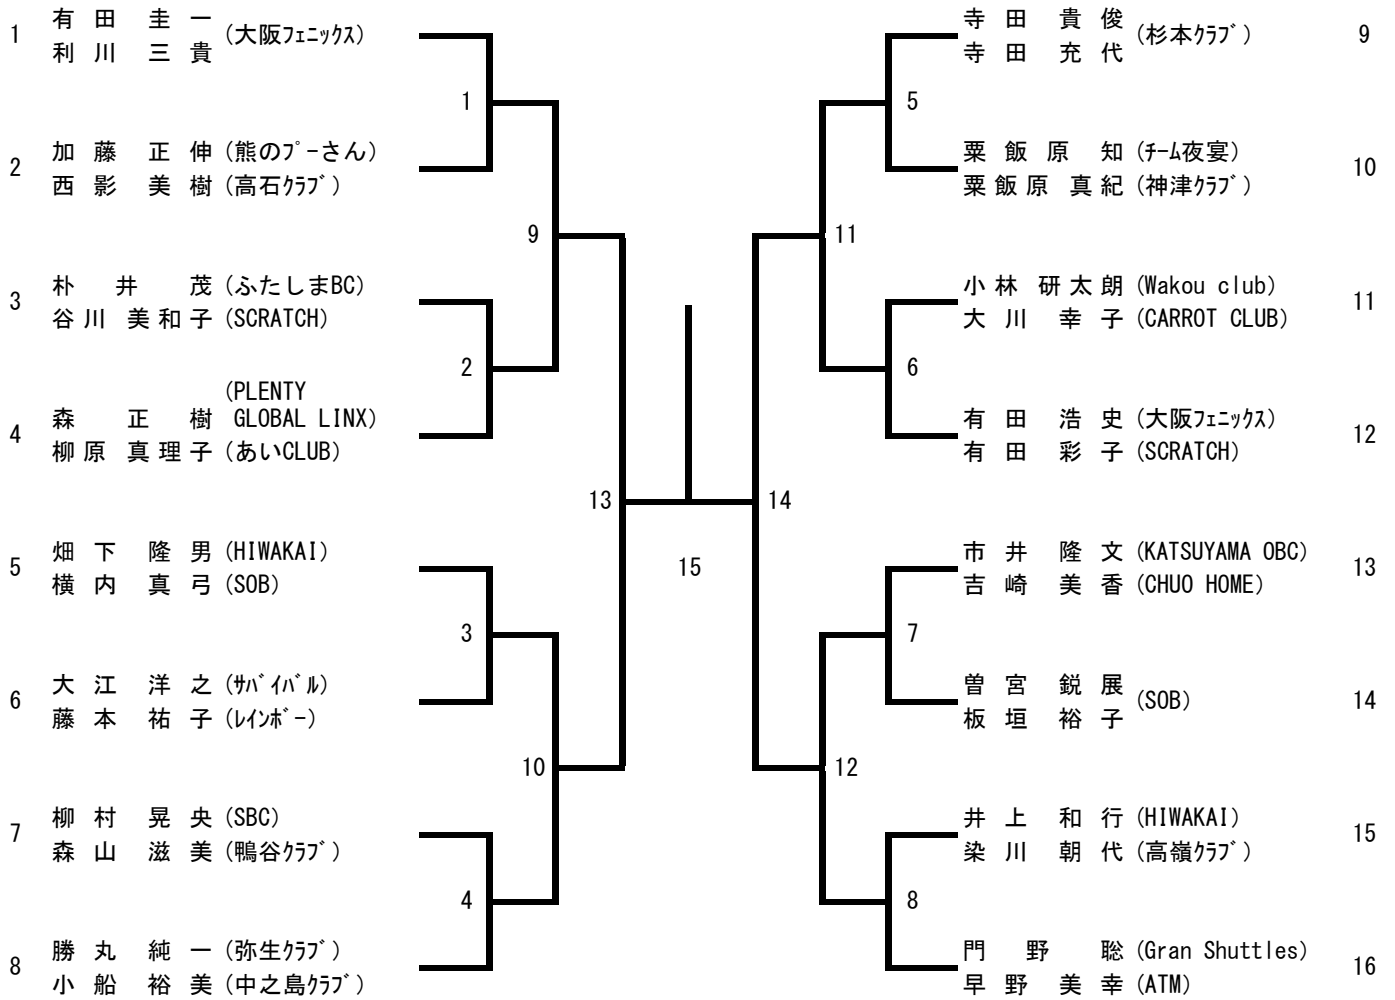 1 有田 圭一 (大阪ﾌｪﾆｯｸｽ)
利川 三貴
2 加藤 正伸 (熊のﾌﾟｰさん)
西影 美樹 (高石ｸﾗﾌﾞ)
3 朴井 茂 (ふたしまBC)
谷川 美和子 (SCRATCH)
4 森 正樹 (PLENTY
GLOBAL LINX)
柳原 真理子 (あいCLUB)
5 畑下 隆男 (HIWAKAI)
横内 真弓 (SOB)
6 大江 洋之 (ｻﾊﾞｲﾊﾞﾙ)
藤本 祐子 (ﾚｲﾝﾎﾞｰ)
7 柳村 晃央 (SBC)
森山 滋美 (鴨谷ｸﾗﾌﾞ)
8 勝丸 純一 (弥生ｸﾗﾌﾞ)
小船 裕美 (中之島ｸﾗﾌﾞ)
1
2
3
4
9
10
13
15
14
11
12
5
6
7
8
寺田 貴俊 (杉本ｸﾗﾌﾞ) 9
寺田 充代
粟飯原 知 (ﾁｰﾑ夜宴) 10
粟飯原 真紀 (神津ｸﾗﾌﾞ)
小林 研太朗 (Wakou club) 11
大川 幸子 (CARROT CLUB)
有田 浩史 (大阪ﾌｪﾆｯｸｽ) 12
有田 彩子 (SCRATCH)
市井 隆文 (KATSUYAMA OBC) 13
吉崎 美香 (CHUO HOME)
曽宮 鋭展 (SOB) 14
板垣 裕子
井上 和行 (HIWAKAI) 15
染川 朝代 (高嶺ｸﾗﾌﾞ)
門野 聡 (Gran Shuttles) 16
早野 美幸 (ATM)